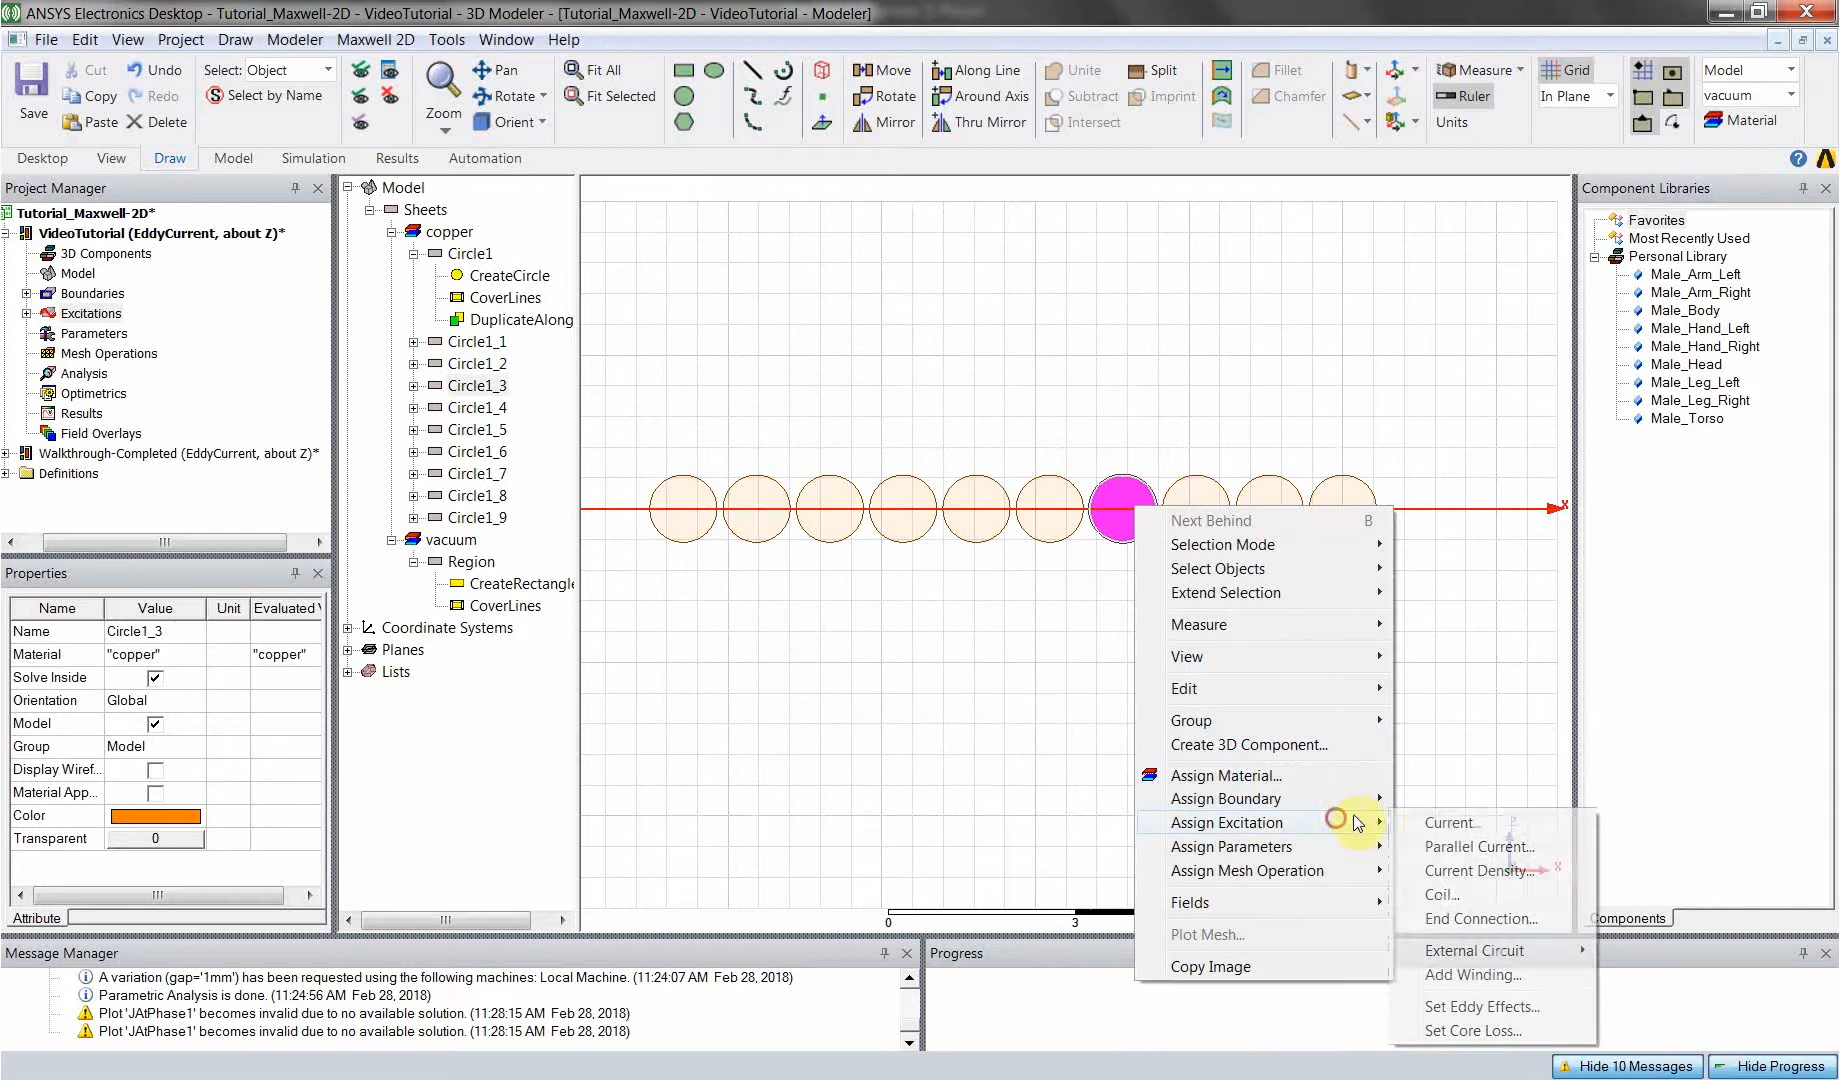 ANSYS Electronics Desktop - Tutorial_Maxwell-2D - VideoTutorial - 3D Modeler - [Tutorial_Maxwell-2D - VideoTutorial - Modeler]
File Edit View Project Draw Modeler Maxwell 2D Tools Window Help
Save
Cut
Copy
Paste
Undo
Redo
Delete
Select: Object
Select by Name
Zoom
Pan
Rotate
Orient
Fit All
Fit Selected
Move
Rotate
Mirror
Along Line
Around Axis
Thru Mirror
Unite
Subtract
Intersect
Split
Imprint
Fillet
Chamfer
Measure
Ruler
Units
Grid
In Plane
Model
vacuum
Material
Desktop View Draw Model Simulation Results Automation
Project Manager
Tutorial_Maxwell-2D*
VideoTutorial (EddyCurrent, about Z)*
3D Components
Model
Boundaries
Excitations
Parameters
Mesh Operations
Analysis
Optimetrics
Results
Field Overlays
Walkthrough-Completed (EddyCurrent, about Z)*
Definitions
Properties
Name Value Unit Evaluated V
Name Circle1_3
Material "copper" "copper"
Solve Inside
Orientation Global
Model
Group Model
Display Wiref...
Material App...
Color
Transparent 0
Attribute
Model
Sheets
copper
Circle1
CreateCircle
CoverLines
DuplicateAlong
Circle1_1
Circle1_2
Circle1_3
Circle1_4
Circle1_5
Circle1_6
Circle1_7
Circle1_8
Circle1_9
vacuum
Region
CreateRectangle
CoverLines
Coordinate Systems
Planes
Lists
X
0 3
Next Behind B
Selection Mode
Select Objects
Extend Selection
Measure
View
Edit
Group
Create 3D Component...
Assign Material...
Assign Boundary
Assign Excitation
Assign Parameters
Assign Mesh Operation
Fields
Plot Mesh...
Copy Image
Current...
Parallel Current...
Current Density...
Coil...
End Connection...
External Circuit
Add Winding...
Set Eddy Effects...
Set Core Loss...
X
Component Libraries
Favorites
Most Recently Used
Personal Library
Male_Arm_Left
Male_Arm_Right
Male_Body
Male_Hand_Left
Male_Hand_Right
Male_Head
Male_Leg_Left
Male_Leg_Right
Male_Torso
Components
Message Manager
A variation (gap='1mm') has been requested using the following machines: Local Machine. (11:24:07 AM Feb 28, 2018)
Parametric Analysis is done. (11:24:56 AM Feb 28, 2018)
Plot 'JAtPhase1' becomes invalid due to no available solution. (11:28:15 AM Feb 28, 2018)
Plot 'JAtPhase1' becomes invalid due to no available solution. (11:28:15 AM Feb 28, 2018)
Progress
Hide 10 Messages
Hide Progress